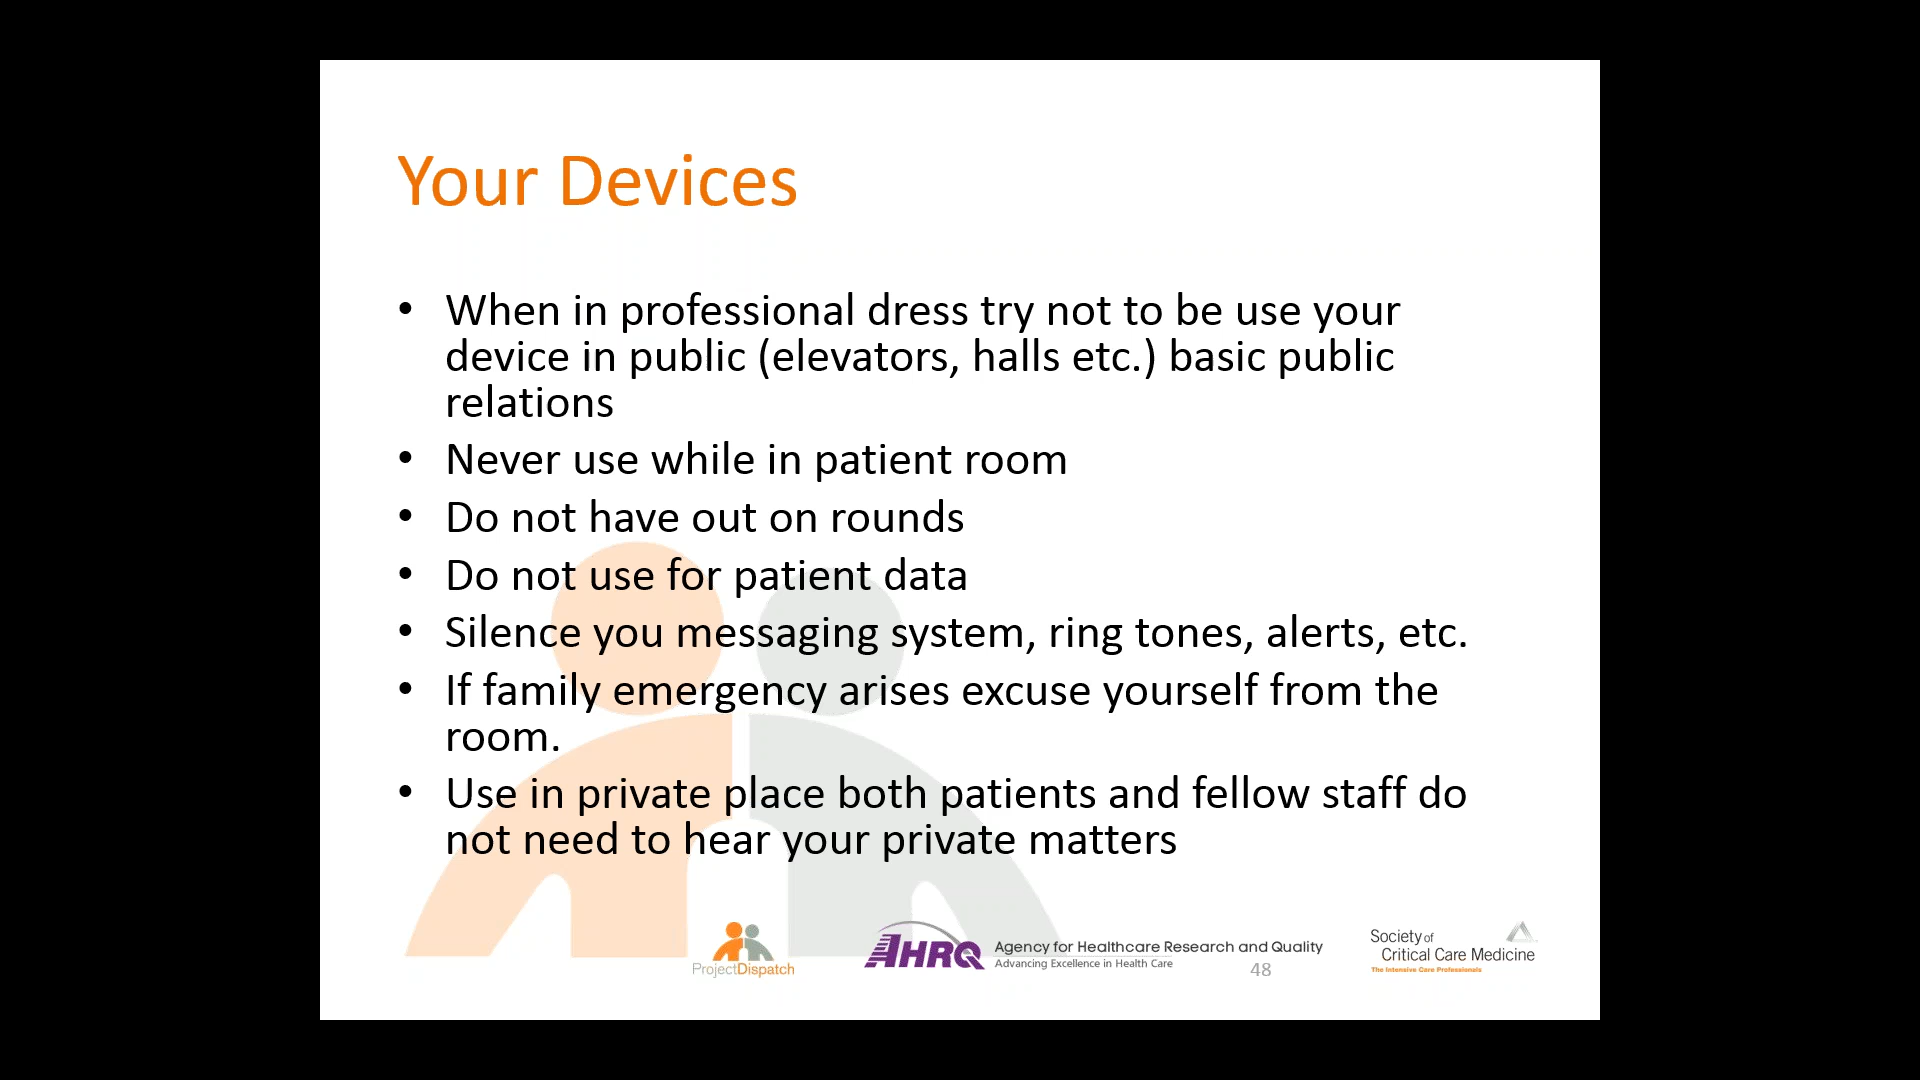 Your Devices
• When in professional dress try not to be use your
device in public (elevators, halls etc.) basic public
relations
• Never use while in patient room
• Do not have out on rounds
• Do not use for patient data
• Silence you messaging system, ring tones, alerts, etc.
• If family emergency arises excuse yourself from the
room.
• Use in private place both patients and fellow staff do
not need to hear your private matters
ProjectDispatch
AHRQ
Agency for Healthcare Research and Quality
Advancing Excellence in Health Care
48
Society of
Critical Care Medicine
The Intensive Care Professionals